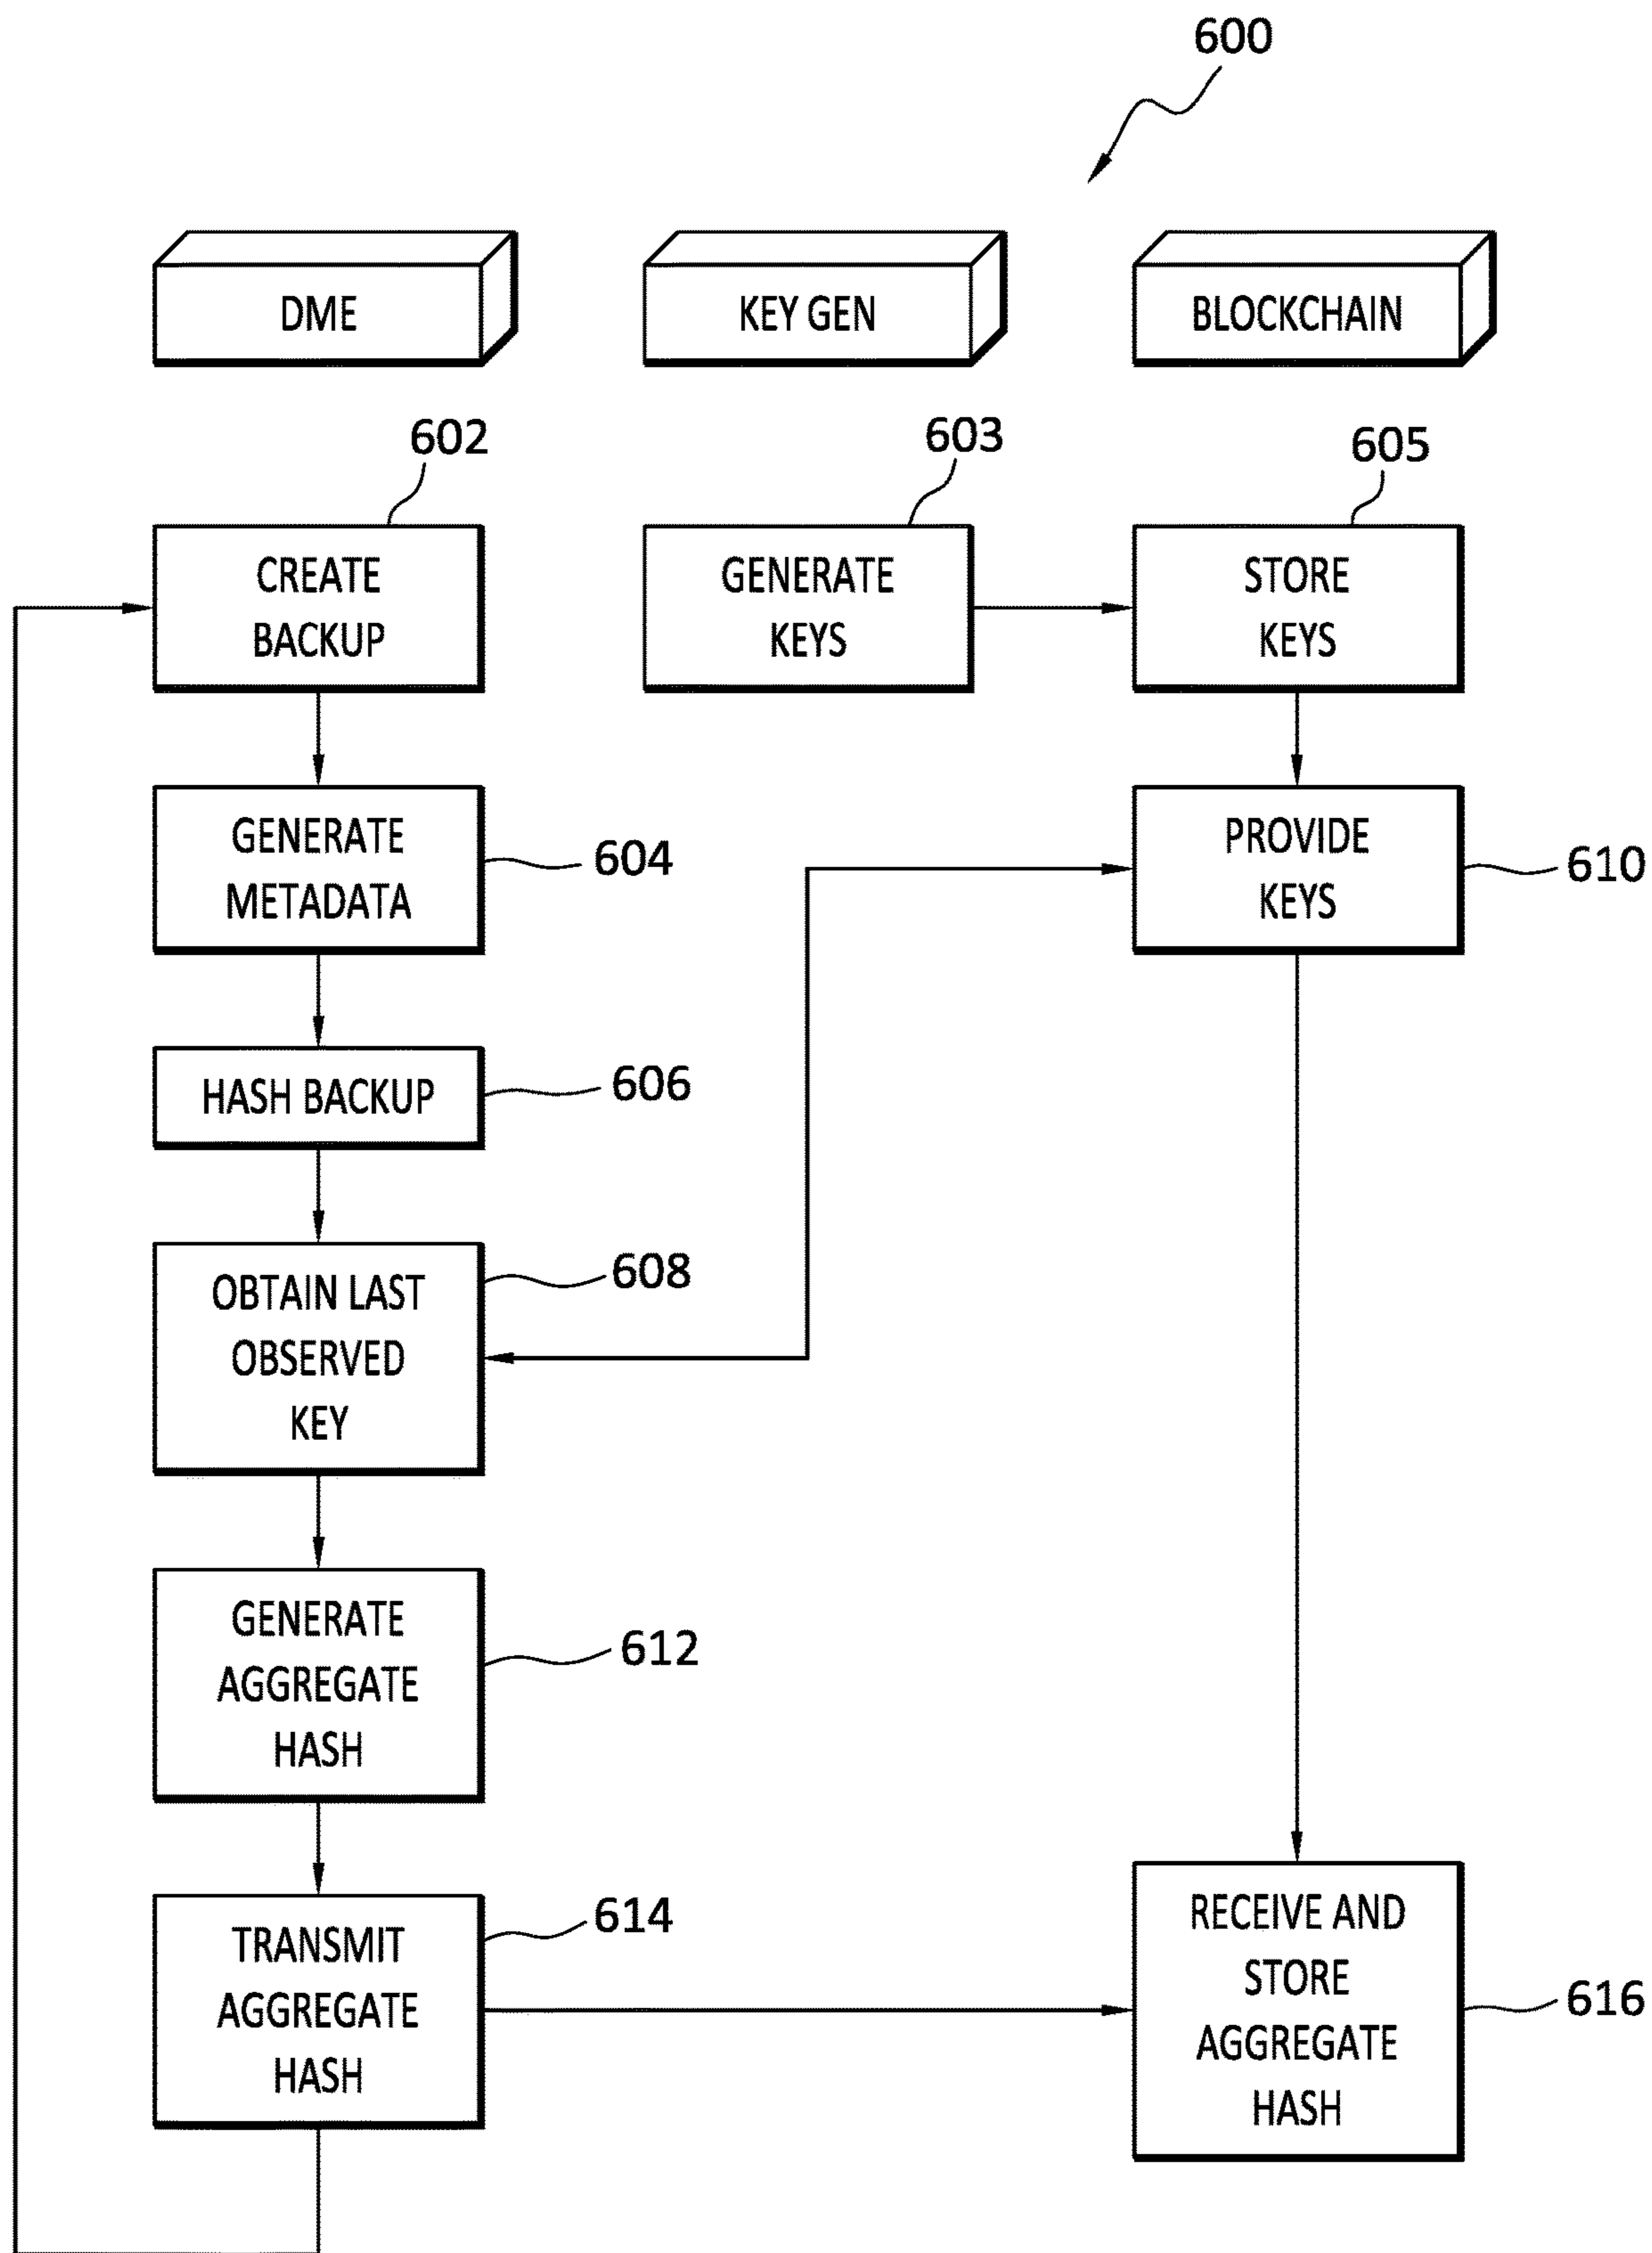 600
DME
KEY GEN
BLOCKCHAIN
602
603
605
CREATE
BACKUP
GENERATE
KEYS
STORE
KEYS
GENERATE
METADATA
604
PROVIDE
KEYS
610
HASH BACKUP
606
OBTAIN LAST
OBSERVED
KEY
608
GENERATE
AGGREGATE
HASH
612
TRANSMIT
AGGREGATE
HASH
614
RECEIVE AND
STORE
AGGREGATE
HASH
616